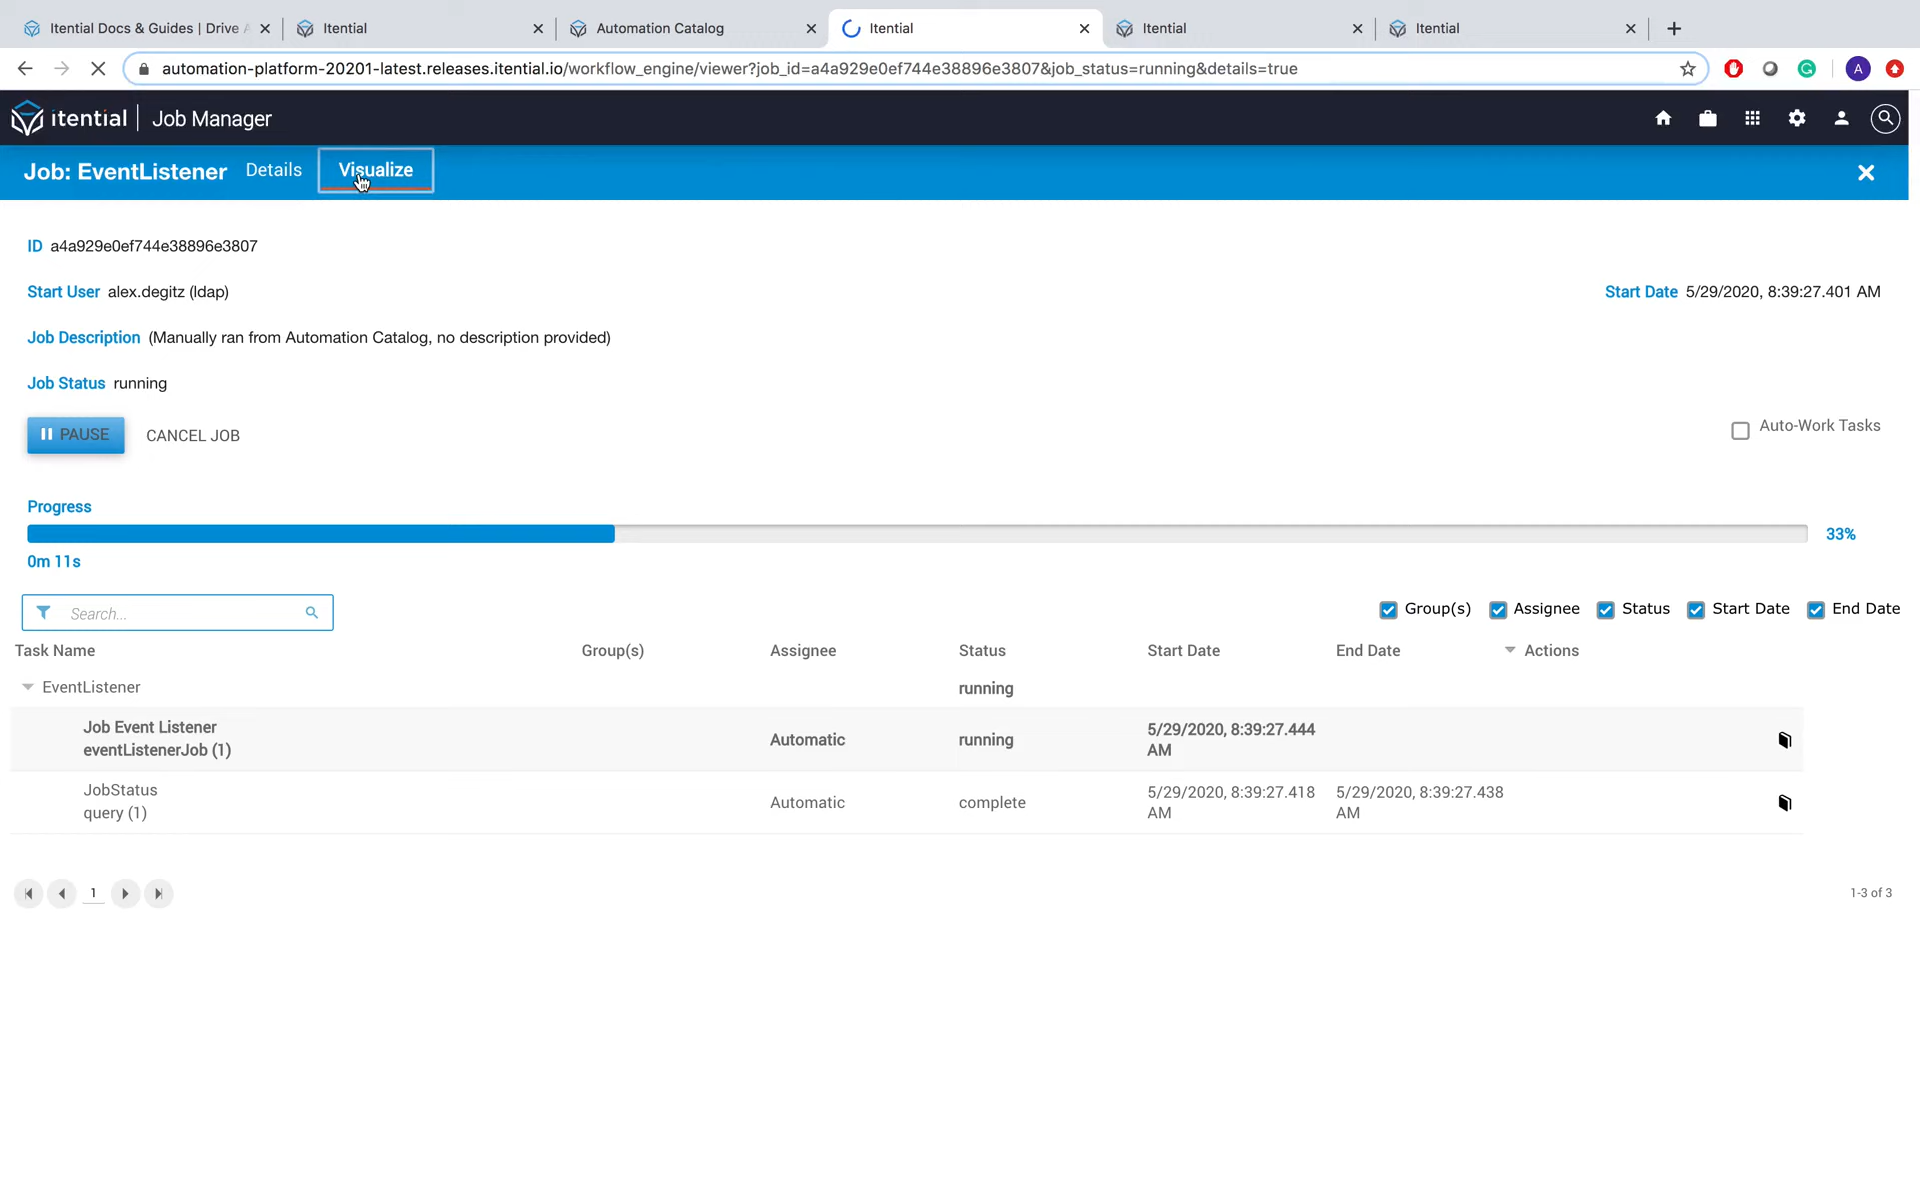 Itential Docs & Guides | Drive
Itential
Automation Catalog
Itential
Itential
Itential
automation-platform-20201-latest.releases.itential.io/workflow_engine/viewer?job_id=a4a929e0ef744e38896e3807&job_status=running&details=true
A
itential
Job Manager
Job: EventListener
Details
Visualize
ID a4a929e0ef744e38896e3807
Start User alex.degitz (ldap)
Start Date 5/29/2020, 8:39:27.401 AM
Job Description (Manually ran from Automation Catalog, no description provided)
Job Status running
PAUSE
CANCEL JOB
Auto-Work Tasks
Progress
33%
0m 11s
Search...
Group(s)
Assignee
Status
Start Date
End Date
Task Name
Group(s)
Assignee
Status
Start Date
End Date
Actions
EventListener
running
Job Event Listener
eventListenerJob (1)
Automatic
running
5/29/2020, 8:39:27.444
AM
JobStatus
query (1)
Automatic
complete
5/29/2020, 8:39:27.418
AM
5/29/2020, 8:39:27.438
AM
1
1-3 of 3